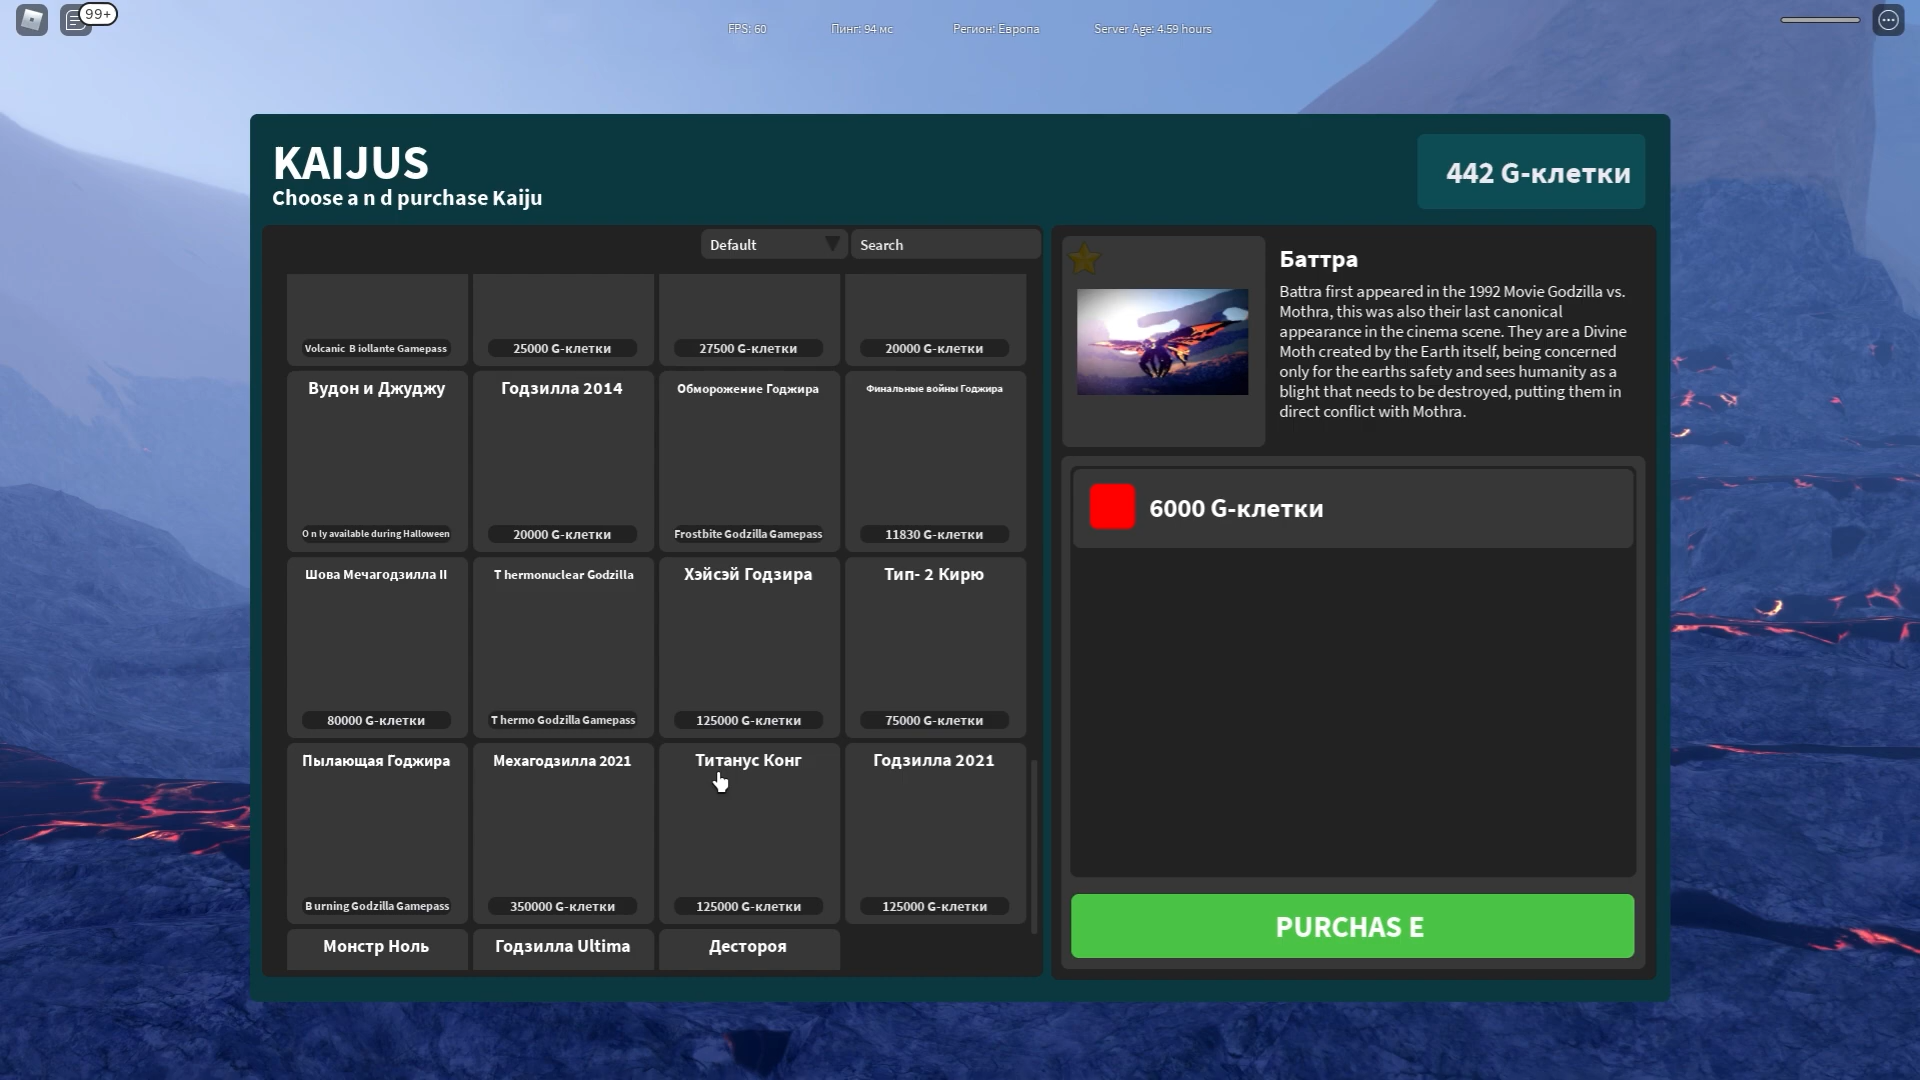 99+
FPS: 60 Пинг: 94 мс Регион: Европа Server Age: 4.59 hours
KAIJUS
Choose a n d purchase Kaiju
442 G-клетки
Default Search
Volcanic B iollante Gamepass 25000 G-клетки 27500 G-клетки 20000 G-клетки
Вудон и Джуджу Годзилла 2014 Обморожение Годжира Финальные войны Годжира
O n ly available during Halloween 20000 G-клетки Frostbite Godzilla Gamepass 11830 G-клетки
Шова Мечагодзилла II T hermonuclear Godzilla Хэйсэй Годзира Тип- 2 Кирю
80000 G-клетки T hermo Godzilla Gamepass 125000 G-клетки 75000 G-клетки
Пылающая Годжира Мехагодзилла 2021 Титанус Конг Годзилла 2021
B urning Godzilla Gamepass 350000 G-клетки 125000 G-клетки 125000 G-клетки
Монстр Ноль Годзилла Ultima Дестороя
Баттра
Battra first appeared in the 1992 Movie Godzilla vs.
Mothra, this was also their last canonical
appearance in the cinema scene. They are a Divine
Moth created by the Earth itself, being concerned
only for the earths safety and sees humanity as a
blight that needs to be destroyed, putting them in
direct conflict with Mothra.
6000 G-клетки
PURCHAS E